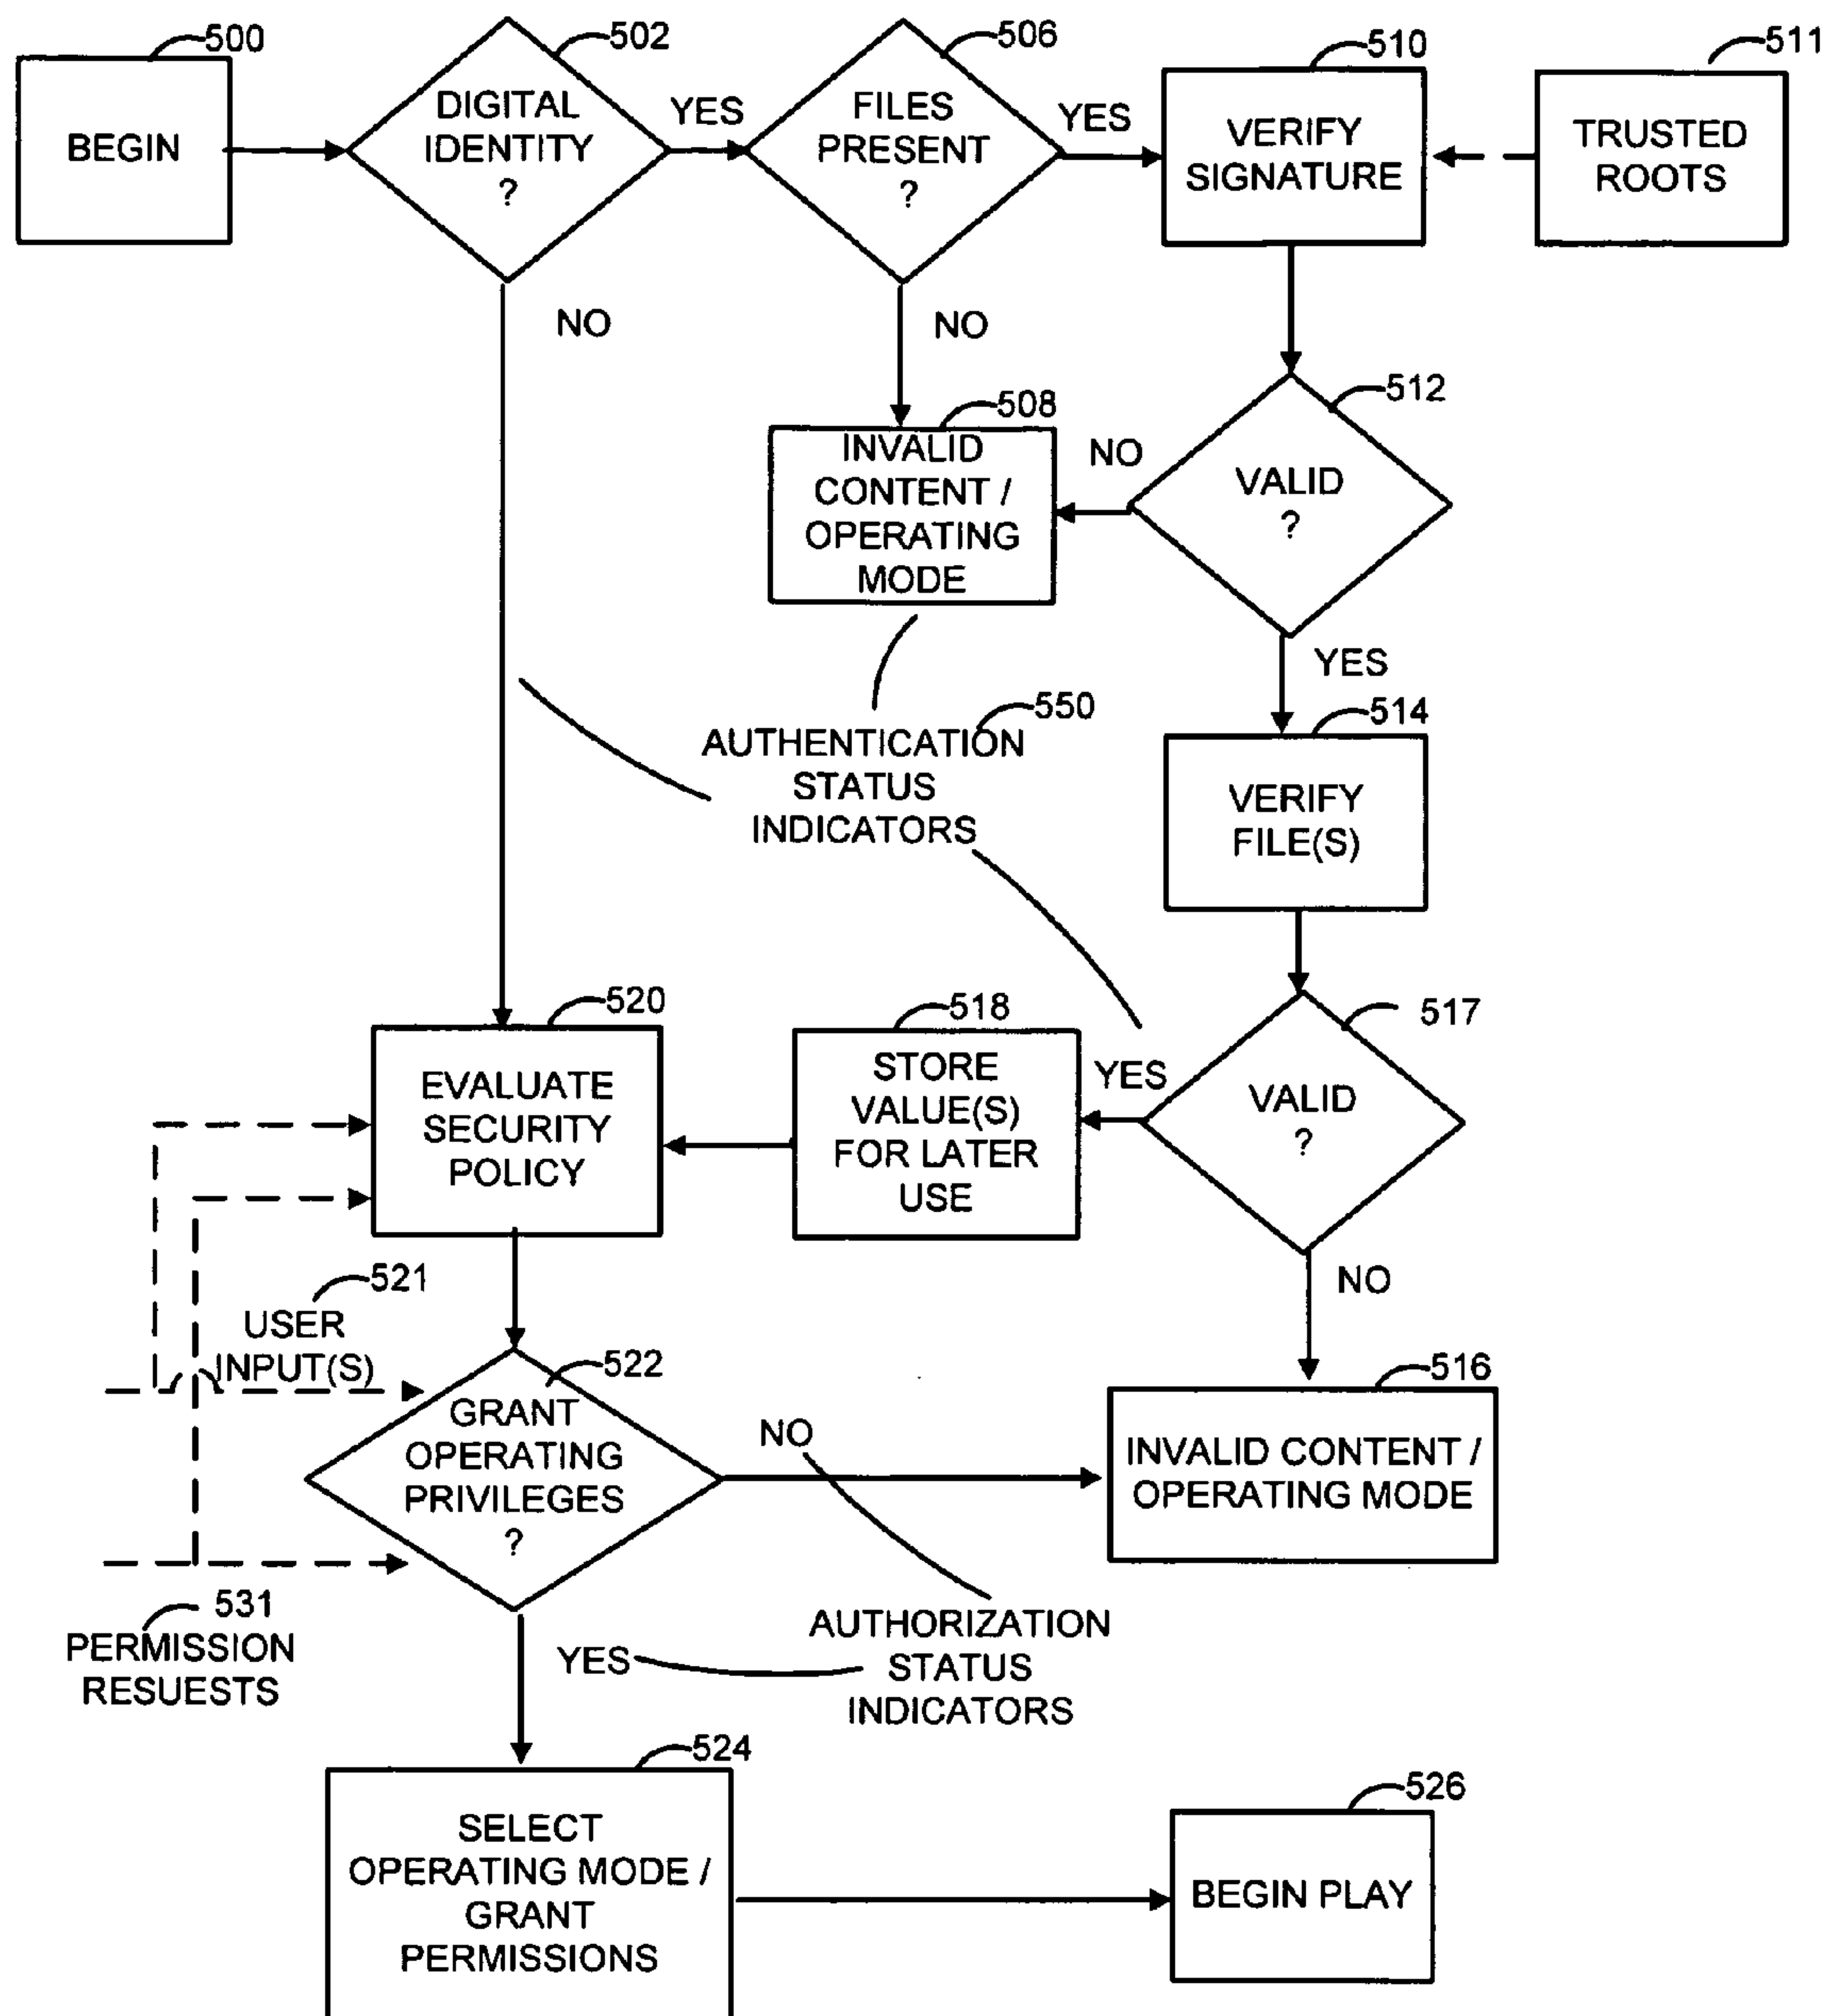 500
502
506
510
511
BEGIN
DIGITAL
IDENTITY
?
YES
FILES
PRESENT
?
YES
VERIFY
SIGNATURE
TRUSTED
ROOTS
NO
NO
508
INVALID
CONTENT /
OPERATING
MODE
NO
512
VALID
?
YES
550
AUTHENTICATION
STATUS
INDICATORS
514
VERIFY
FILE(S)
520
EVALUATE
SECURITY
POLICY
518
STORE
VALUE(S)
FOR LATER
USE
YES
517
VALID
?
NO
521
USER
INPUT(S)
522
GRANT
OPERATING
PRIVILEGES
?
NO
516
INVALID CONTENT /
OPERATING MODE
531
PERMISSION
RESUESTS
YES
AUTHORIZATION
STATUS
INDICATORS
524
SELECT
OPERATING MODE /
GRANT
PERMISSIONS
526
BEGIN PLAY